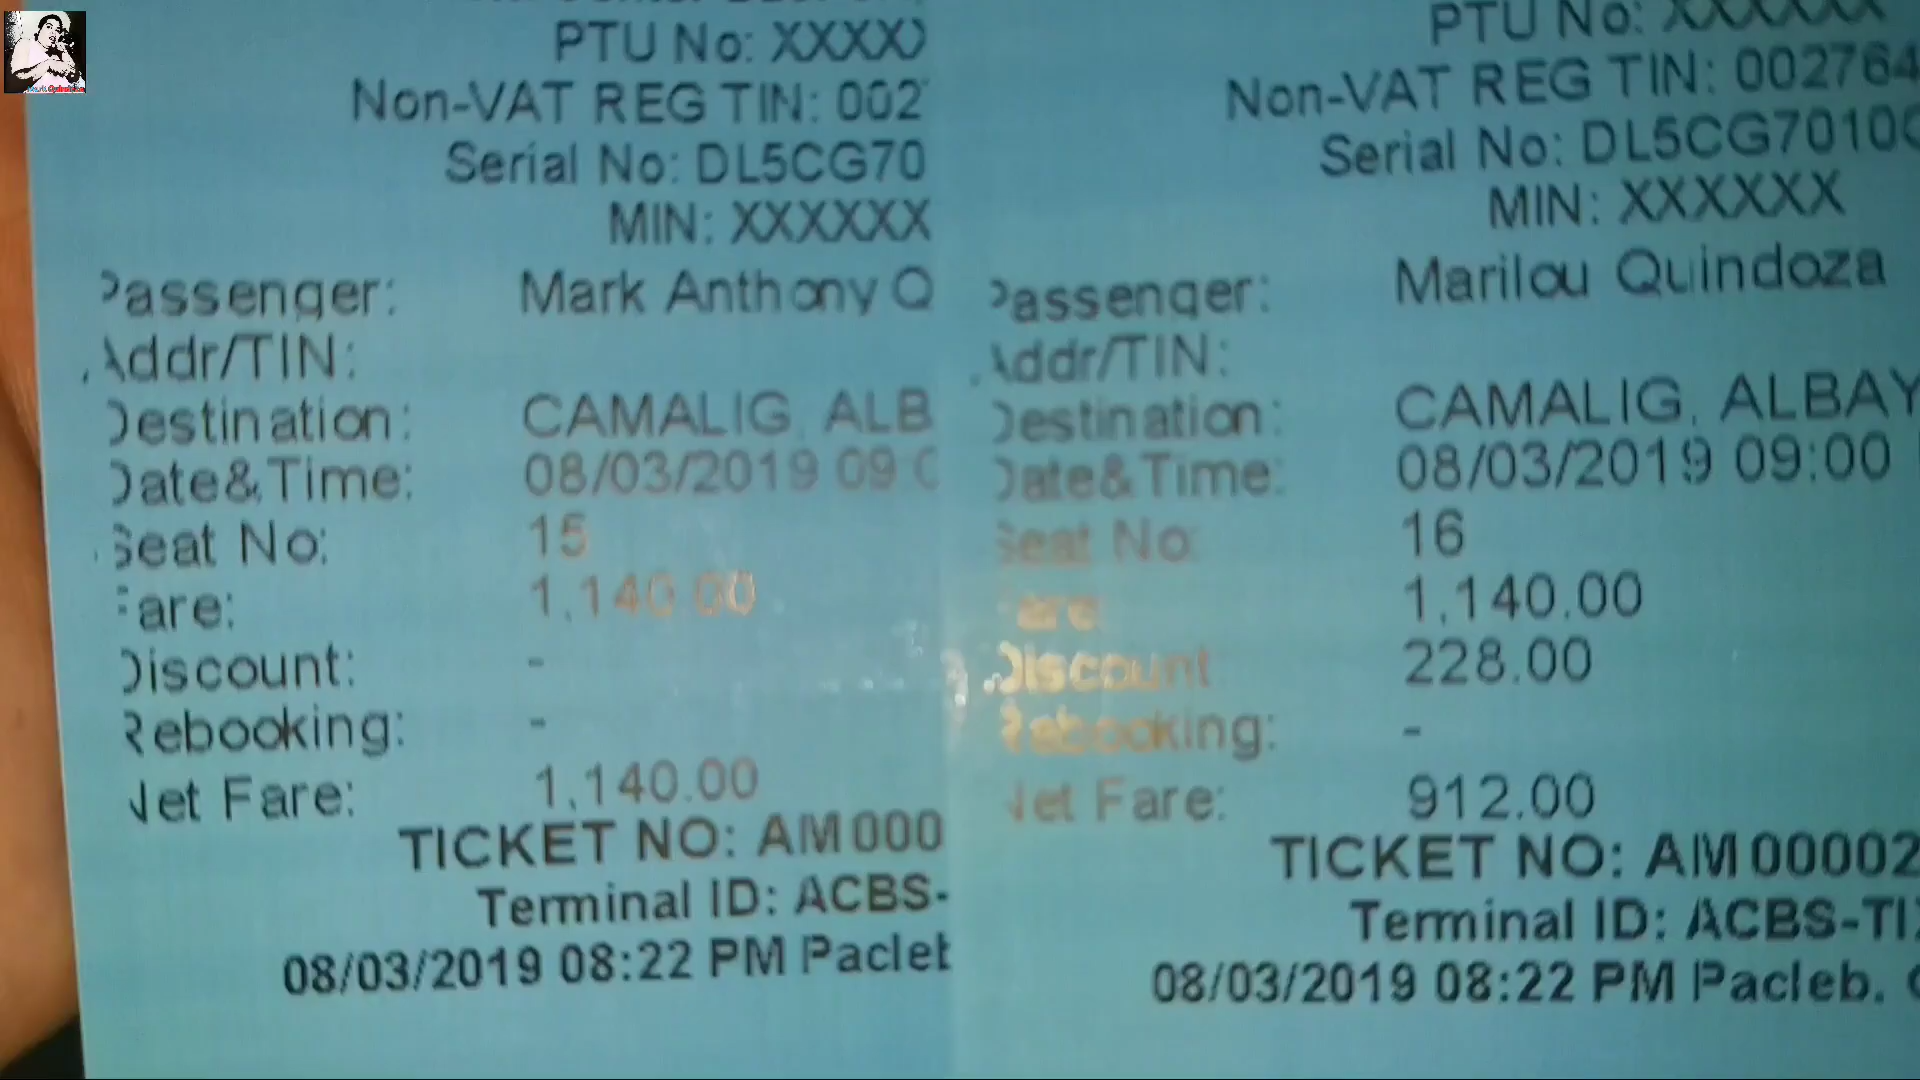 PTU No: XXXX
Non-VAT REG TIN: 002
Serial No: DL5CG70
MIN: XXXXXX
Passenger: Mark Anthony Q
Addr/TIN:
Destination: CAMALIG, ALB
Date&Time: 08/03/2019 09:0
Seat No: 15
Fare: 1,140.00
Discount: -
Rebooking: -
Net Fare: 1,140.00
TICKET NO: AM000
Terminal ID: ACBS-
08/03/2019 08:22 PM Pacleb
PTU No: XXXXXX
Non-VAT REG TIN: 002764
Serial No: DL5CG7010
MIN: XXXXXX
Passenger: Marilou Quindoza
Addr/TIN:
Destination: CAMALIG, ALBAY
Date&Time: 08/03/2019 09:00
Seat No: 16
Fare: 1,140.00
Discount: 228.00
Rebooking: -
Net Fare: 912.00
TICKET NO: AM00002
Terminal ID: ACBS-TI
08/03/2019 08:22 PM Pacleb,